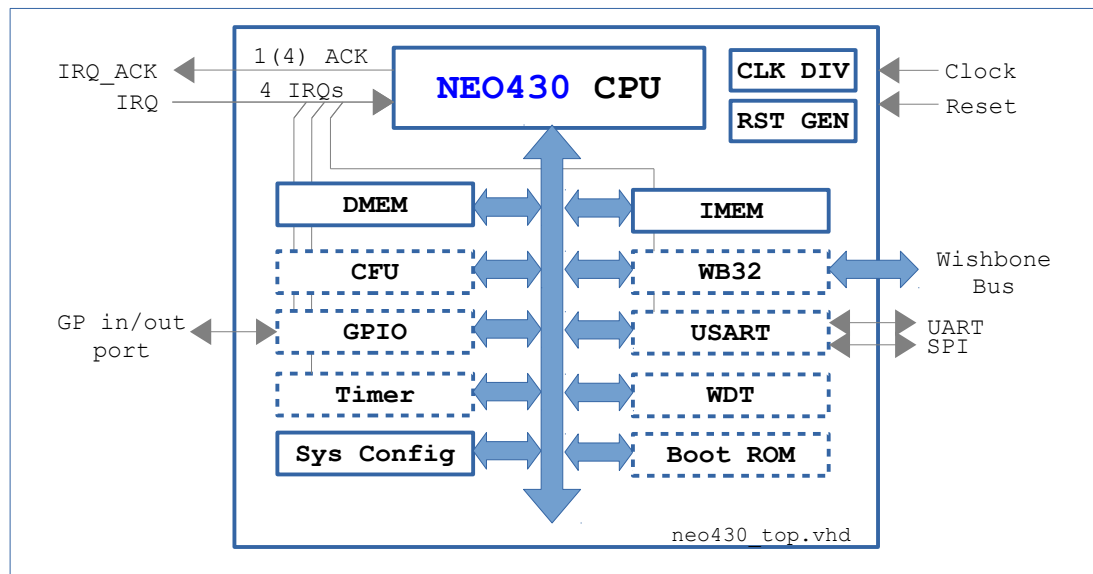 1(4) ACK
IRQ_ACK
IRQ
4 IRQs
NEO430 CPU
CLK DIV
RST GEN
Clock
Reset
DMEM
IMEM
CFU
WB32
Wishbone
Bus
GP in/out
port
GPIO
USART
UART
SPI
Timer
WDT
Sys Config
Boot ROM
neo430_top.vhd